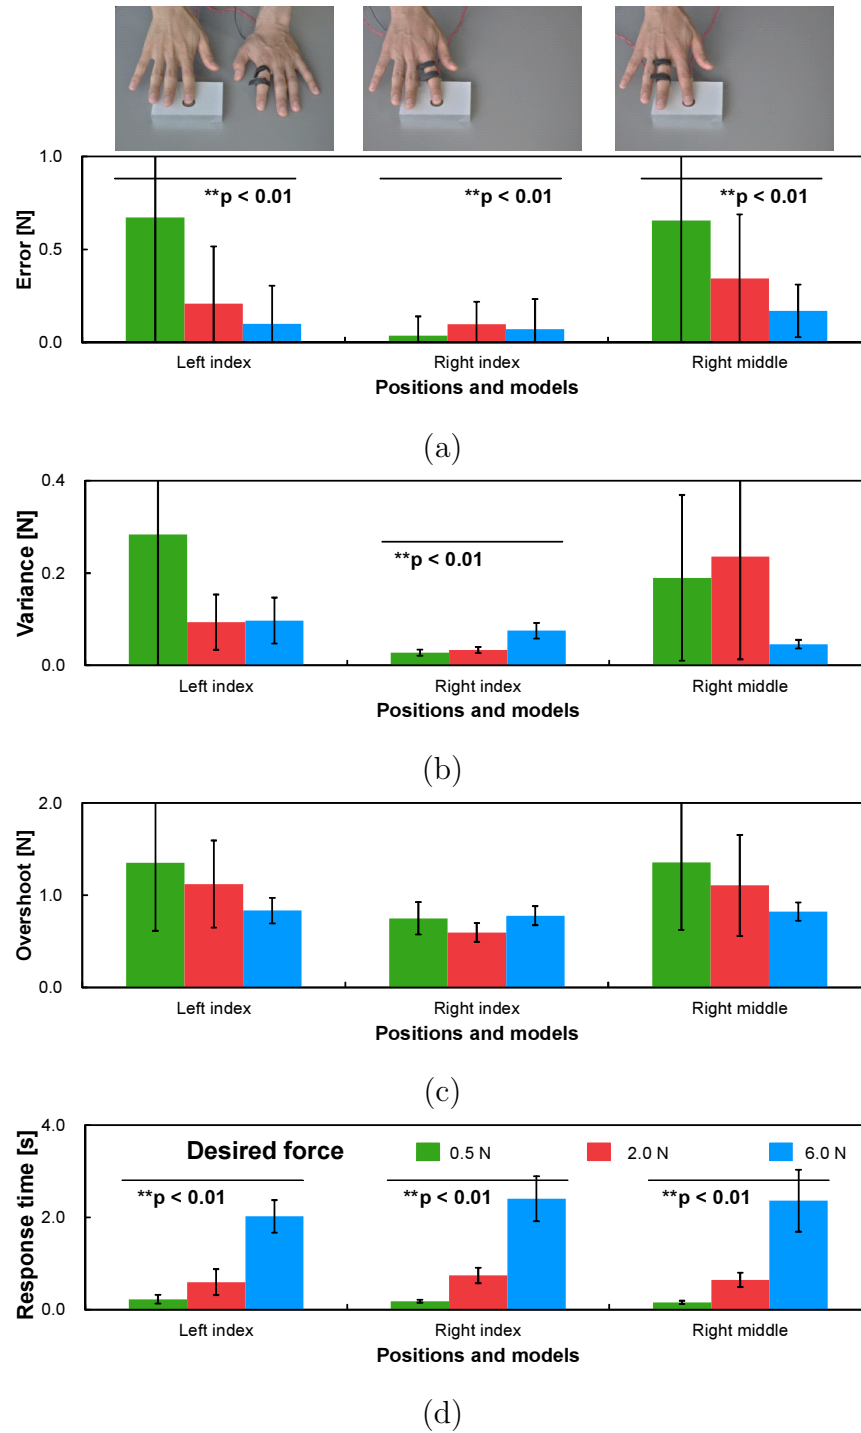 1.0
**p < 0.01 **p < 0.01 **p < 0.01
Error [N]
0.5
0.0
Left index Right index Right middle
Positions and models
(a)
0.4
**p < 0.01
Variance [N]
0.2
0.0
Left index Right index Right middle
Positions and models
(b)
2.0
Overshoot [N]
1.0
0.0
Left index Right index Right middle
Positions and models
(c)
4.0
Desired force 0.5 N 2.0 N 6.0 N
**p < 0.01 **p < 0.01 **p < 0.01
Response time [s]
2.0
0.0
Left index Right index Right middle
Positions and models
(d)